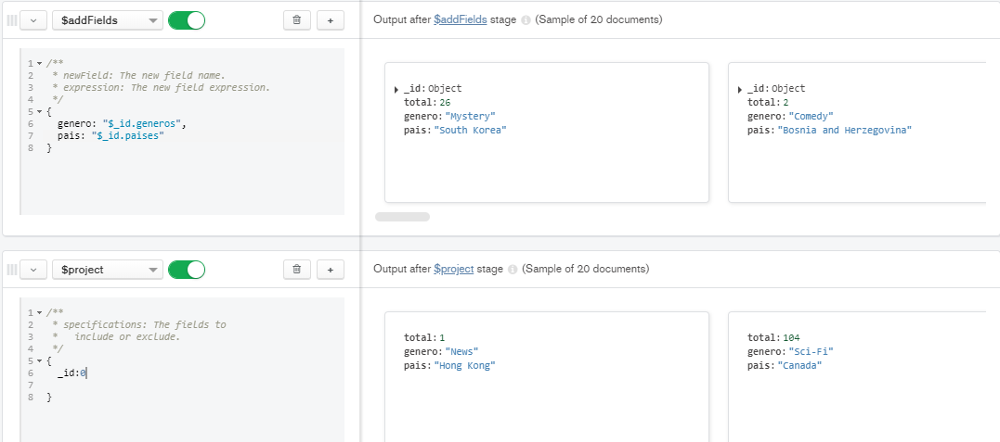 $addFields
+
Output after $addFields stage (Sample of 20 documents)
1 /**
2  * newField: The new field name.
3  * expression: The new field expression.
4  */
5 {
6   genero: "$_id.generos",
7   pais: "$_id.paises"
8 }
_id: Object
total: 26
genero: "Mystery"
pais: "South Korea"
_id: Object
total: 2
genero: "Comedy"
pais: "Bosnia and Herzegovina"
$project
+
Output after $project stage (Sample of 20 documents)
1 /**
2  * specifications: The fields to
3  *   include or exclude.
4  */
5 {
6   _id:0
7
8 }
total: 1
genero: "News"
pais: "Hong Kong"
total: 104
genero: "Sci-Fi"
pais: "Canada"